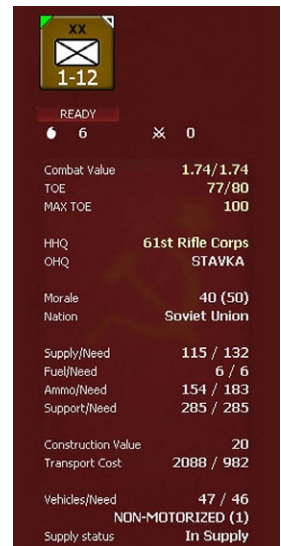 XX
1-12
READY
6 0
Combat Value 1.74/1.74
TOE 77/80
MAX TOE 100
HHQ 61st Rifle Corps
OHQ STAVKA
Morale 40 (50)
Nation Soviet Union
Supply/Need 115 / 132
Fuel/Need 6 / 6
Ammo/Need 154 / 183
Support/Need 285 / 285
Construction Value 20
Transport Cost 2088 / 982
Vehicles/Need 47 / 46
NON-MOTORIZED (1)
Supply status In Supply